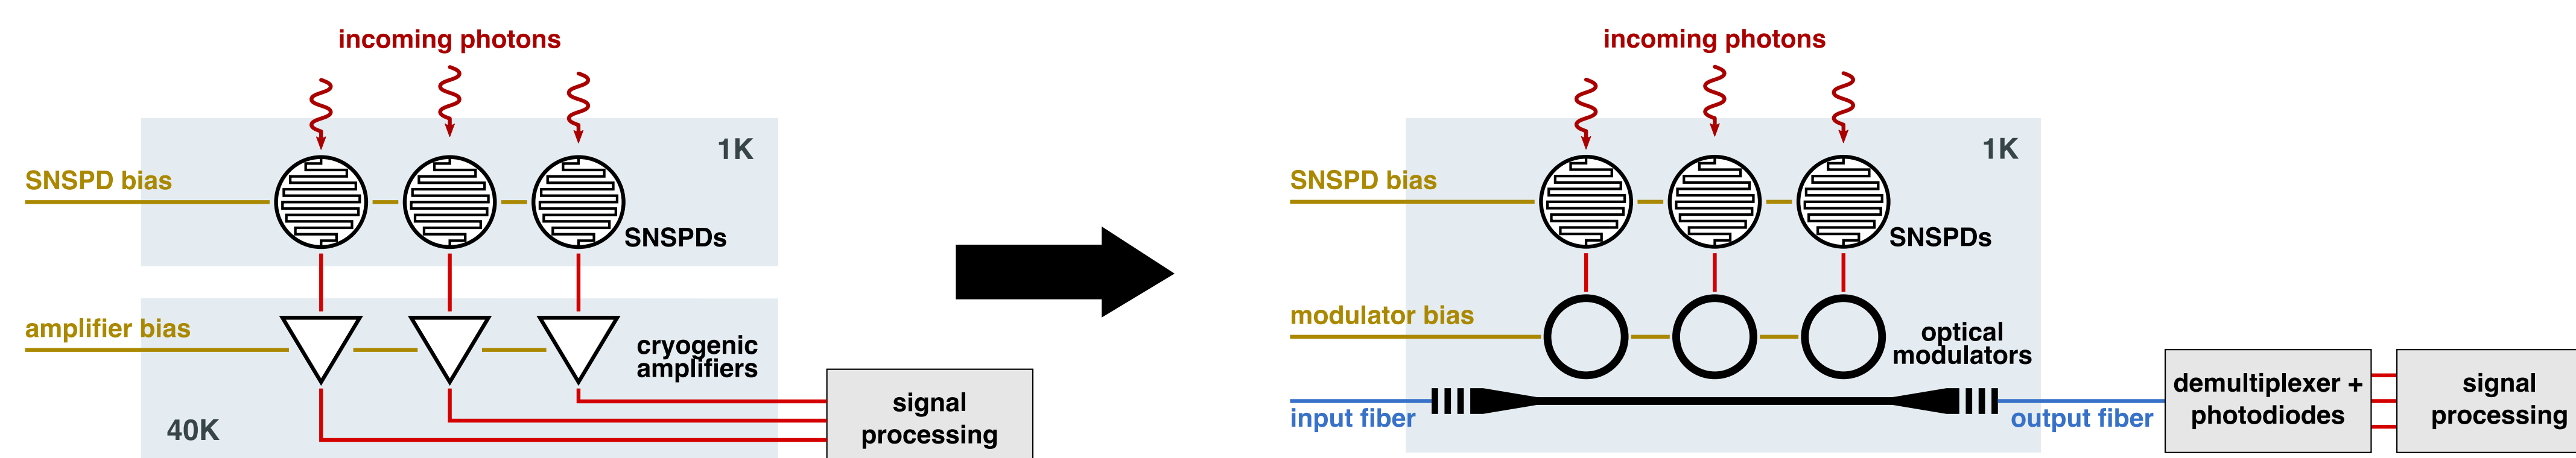 incoming photons
1K
SNSPD bias
SNSPDs
amplifier bias
cryogenic
amplifiers
40K
signal
processing
incoming photons
1K
SNSPD bias
SNSPDs
modulator bias
optical
modulators
input fiber
output fiber
demultiplexer +
photodiodes
signal
processing